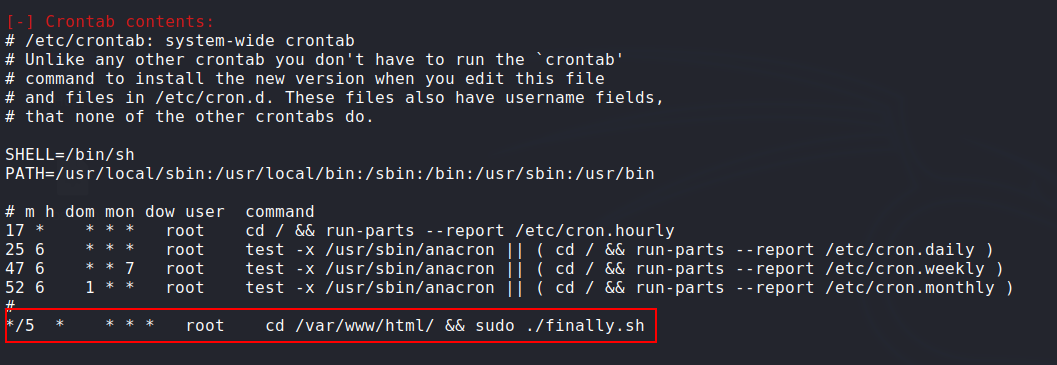 [-] Crontab contents:
# /etc/crontab: system-wide crontab
# Unlike any other crontab you don't have to run the `crontab'
# command to install the new version when you edit this file
# and files in /etc/cron.d. These files also have username fields,
# that none of the other crontabs do.

SHELL=/bin/sh
PATH=/usr/local/sbin:/usr/local/bin:/sbin:/bin:/usr/sbin:/usr/bin

# m h dom mon dow user  command
17 *    * * *   root    cd / && run-parts --report /etc/cron.hourly
25 6    * * *   root    test -x /usr/sbin/anacron || ( cd / && run-parts --report /etc/cron.daily )
47 6    * * 7   root    test -x /usr/sbin/anacron || ( cd / && run-parts --report /etc/cron.weekly )
52 6    1 * *   root    test -x /usr/sbin/anacron || ( cd / && run-parts --report /etc/cron.monthly )
#
*/5  *    * * *   root    cd /var/www/html/ && sudo ./finally.sh